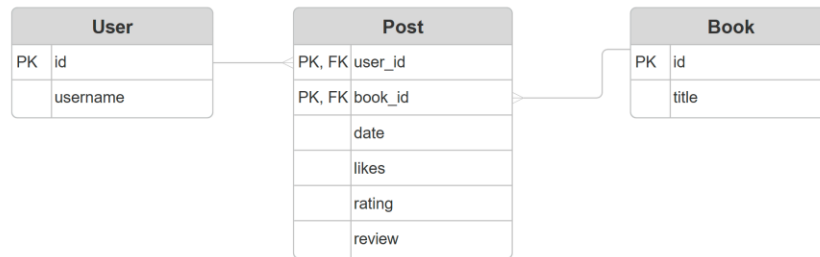 User
PK id
username
Post
PK, FK user_id
PK, FK book_id
date
likes
rating
review
Book
PK id
title